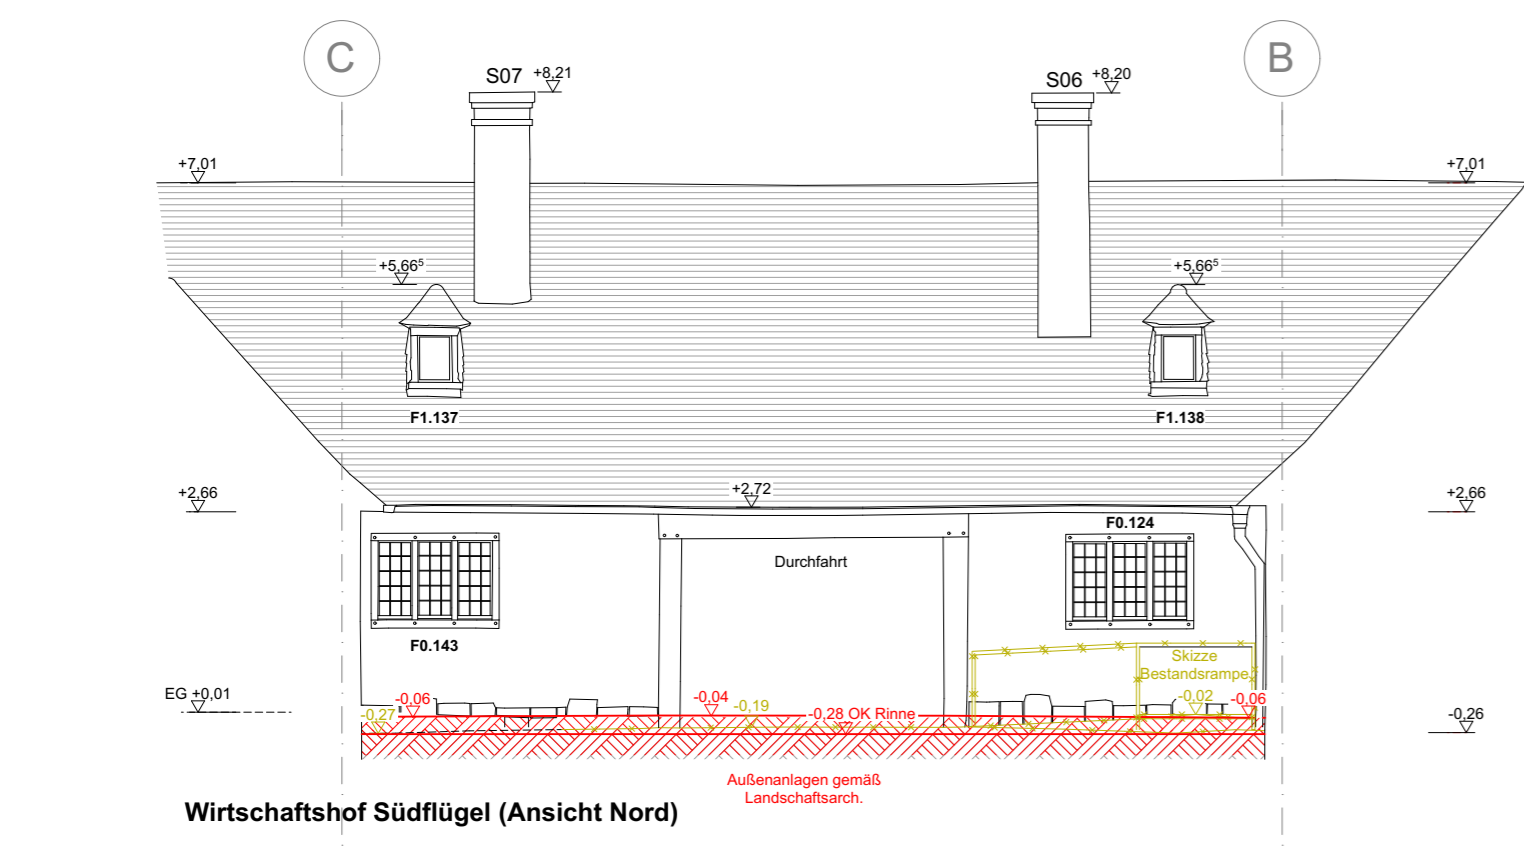 C
B
S07
+8,21
S06
+8,20
+7,01
+7,01
+5,66⁵
+5,66⁵
F1.137
F1.138
+2,66
+2,72
+2,66
F0.124
Durchfahrt
F0.143
Skizze
Bestandsrampe
EG +0,01
-0,06
-0,04
-0,02
-0,06
-0,27
-0,19
-0,28 OK Rinne
-0,26
Außenanlagen gemäß
Landschaftsarch.
Wirtschaftshof Südflügel (Ansicht Nord)